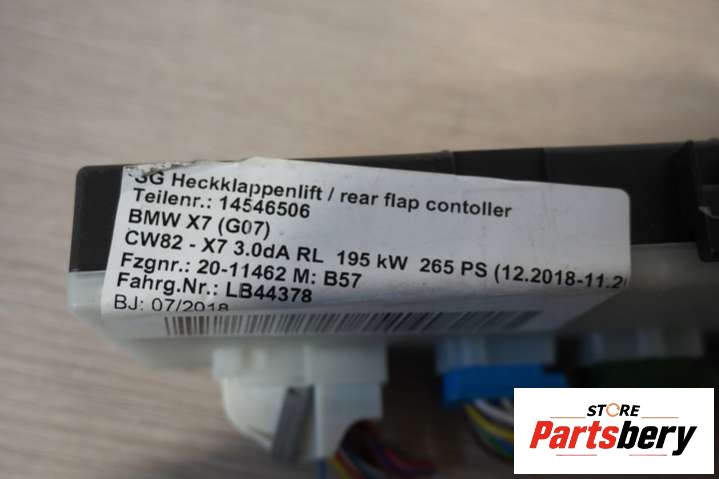 SG Heckklappenlift / rear flap contoller
Teilenr.: 14546506
BMW X7 (G07)
CW82 - X7 3.0dA RL 195 kW 265 PS (12.2018-11.2
Fzgnr.: 20-11462 M: B57
Fahrg.Nr.: LB44378
BJ: 07/2018
STORE
Partsbery